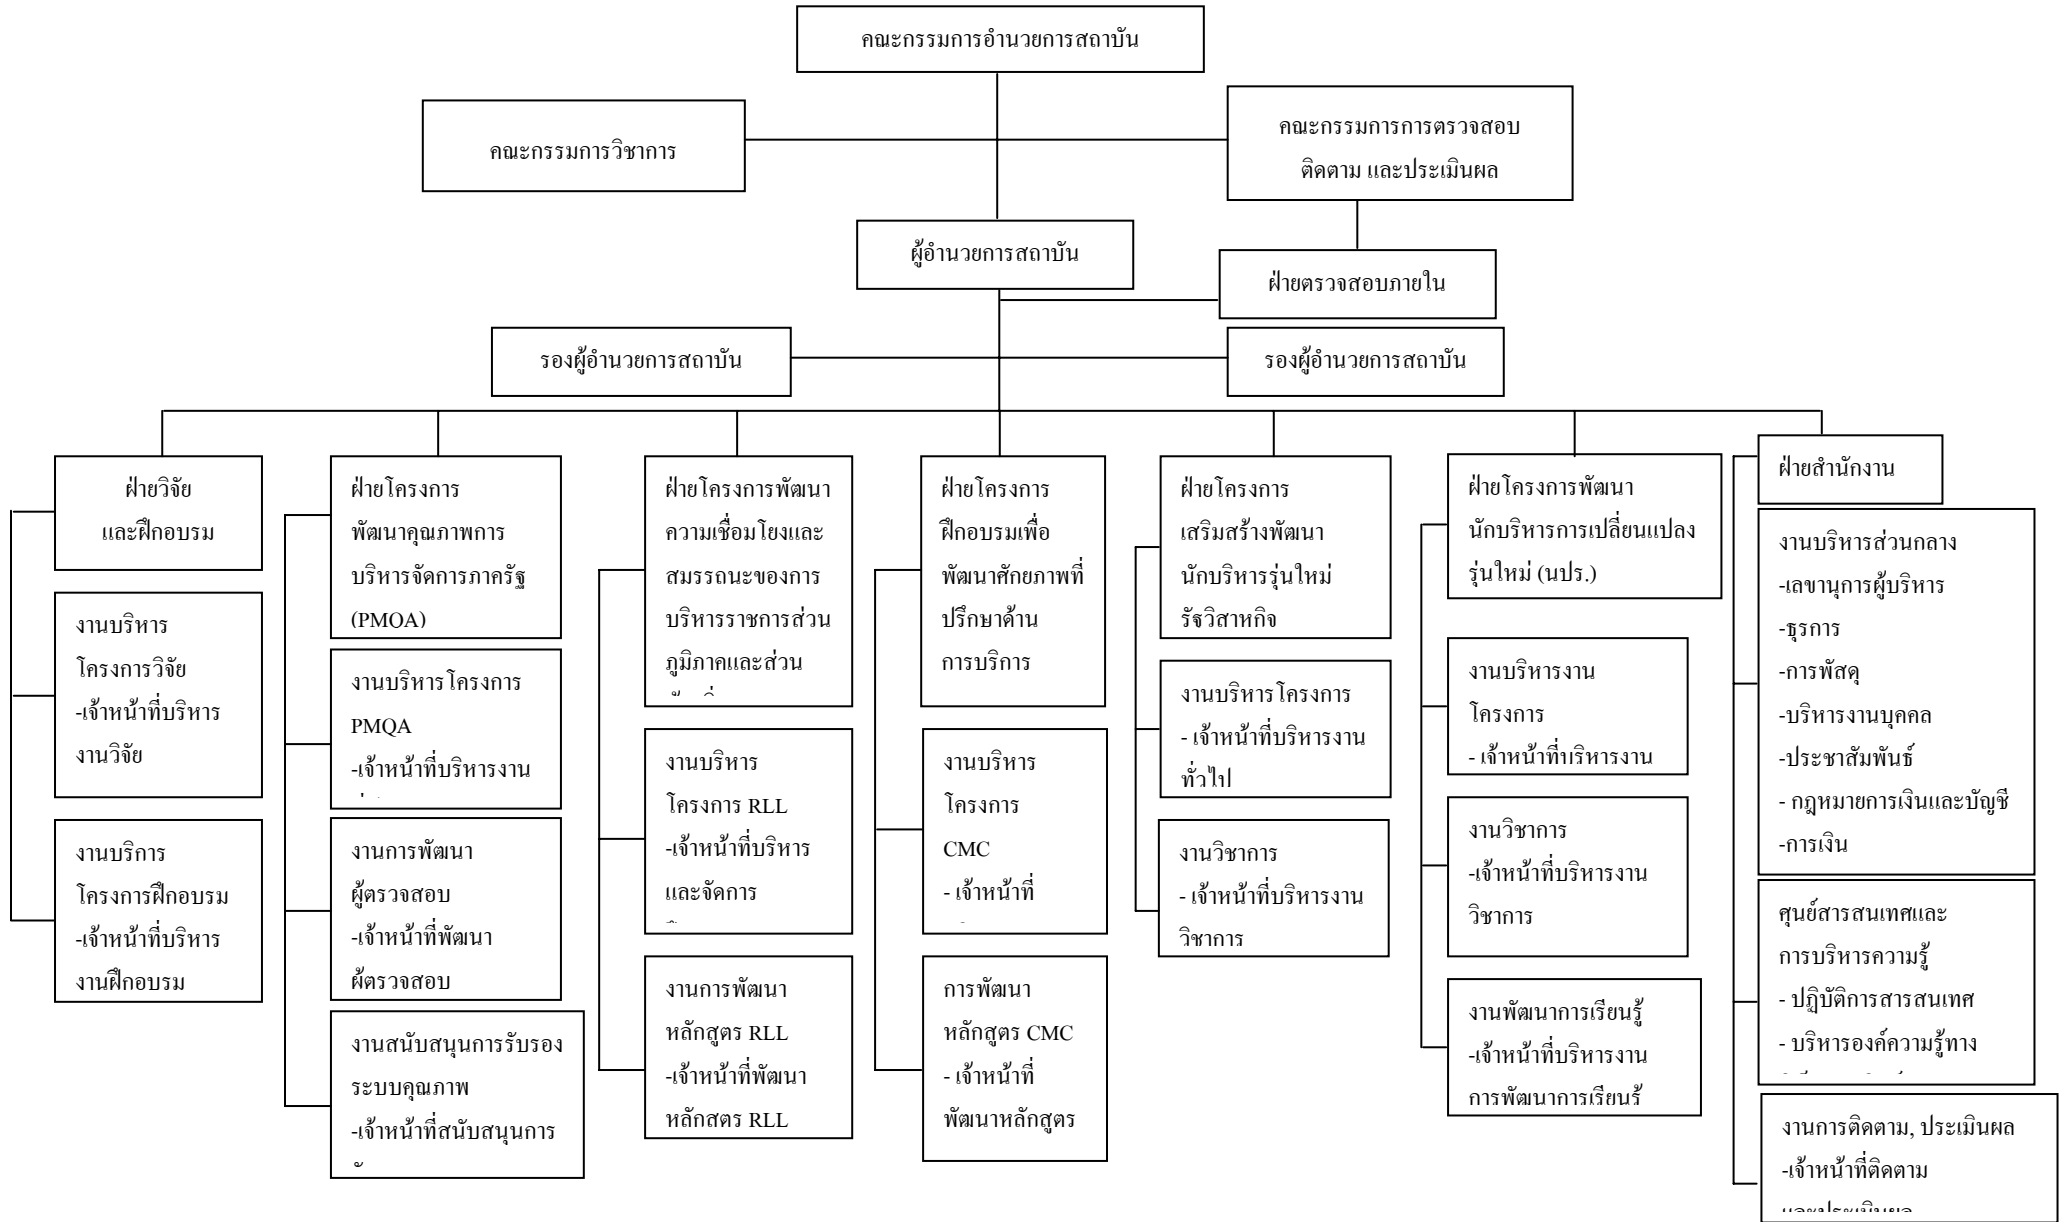 คณะกรรมการอำนวยการสถาบัน
คณะกรรมการวิชาการ
คณะกรรมการการตรวจสอบ
ติดตาม และประเมินผล
ผู้อำนวยการสถาบัน
ฝ่ายตรวจสอบภายใน
รองผู้อำนวยการสถาบัน
รองผู้อำนวยการสถาบัน
ฝ่ายวิจัย
และฝึกอบรม
งานบริหาร
โครงการวิจัย
-เจ้าหน้าที่บริหาร
งานวิจัย
งานบริการ
โครงการฝึกอบรม
-เจ้าหน้าที่บริหาร
งานฝึกอบรม
ฝ่ายโครงการ
พัฒนาคุณภาพการ
บริหารจัดการภาครัฐ
(PMQA)
งานบริหารโครงการ
PMQA
-เจ้าหน้าที่บริหารงาน
งานการพัฒนา
ผู้ตรวจสอบ
-เจ้าหน้าที่พัฒนา
ผู้ตรวจสอบ
งานสนับสนุนการรับรอง
ระบบคุณภาพ
-เจ้าหน้าที่สนับสนุนการ
ฝ่ายโครงการพัฒนา
ความเชื่อมโยงและ
สมรรถนะของการ
บริหารราชการส่วน
ภูมิภาคและส่วน
งานบริหาร
โครงการ RLL
-เจ้าหน้าที่บริหาร
และจัดการ
งานการพัฒนา
หลักสูตร RLL
-เจ้าหน้าที่พัฒนา
หลักสูตร RLL
ฝ่ายโครงการ
ฝึกอบรมเพื่อ
พัฒนาศักยภาพที่
ปรึกษาด้าน
การบริการ
งานบริหาร
โครงการ
CMC
- เจ้าหน้าที่
การพัฒนา
หลักสูตร CMC
- เจ้าหน้าที่
พัฒนาหลักสูตร
ฝ่ายโครงการ
เสริมสร้างพัฒนา
นักบริหารรุ่นใหม่
รัฐวิสาหกิจ
งานบริหารโครงการ
- เจ้าหน้าที่บริหารงาน
ทั่วไป
งานวิชาการ
- เจ้าหน้าที่บริหารงาน
วิชาการ
ฝ่ายโครงการพัฒนา
นักบริหารการเปลี่ยนแปลง
รุ่นใหม่ (นปร.)
งานบริหารงาน
โครงการ
- เจ้าหน้าที่บริหารงาน
งานวิชาการ
-เจ้าหน้าที่บริหารงาน
วิชาการ
งานพัฒนาการเรียนรู้
-เจ้าหน้าที่บริหารงาน
การพัฒนาการเรียนรู้
ฝ่ายสำนักงาน
งานบริหารส่วนกลาง
-เลขานุการผู้บริหาร
-ธุรการ
-การพัสดุ
-บริหารงานบุคคล
-ประชาสัมพันธ์
- กฎหมายการเงินและบัญชี
-การเงิน
ศูนย์สารสนเทศและ
การบริหารความรู้
- ปฏิบัติการสารสนเทศ
- บริหารองค์ความรู้ทาง
งานการติดตาม, ประเมินผล
-เจ้าหน้าที่ติดตาม
และประเมินผล